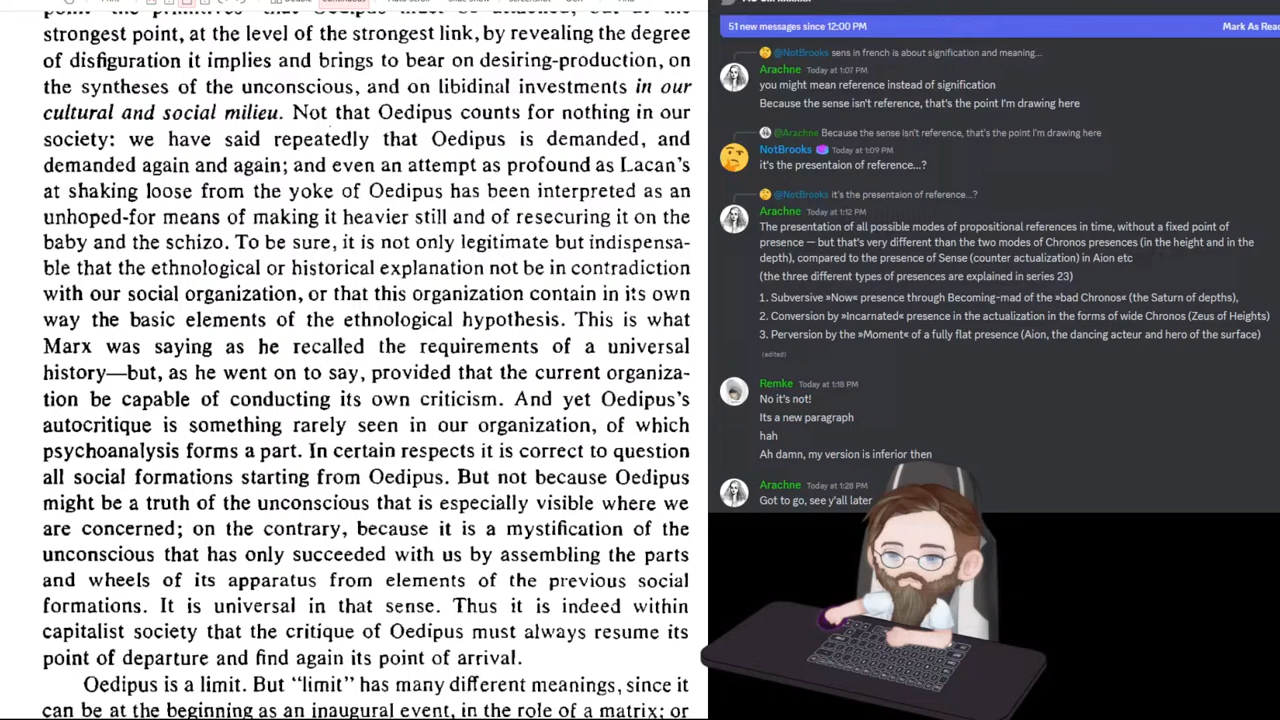 point the primitives that Oedipus must be attacked, but at the
strongest point, at the level of the strongest link, by revealing the degree
of disfiguration it implies and brings to bear on desiring-production, on
the syntheses of the unconscious, and on libidinal investments in our
cultural and social milieu. Not that Oedipus counts for nothing in our
society: we have said repeatedly that Oedipus is demanded, and
demanded again and again; and even an attempt as profound as Lacan's
at shaking loose from the yoke of Oedipus has been interpreted as an
unhoped-for means of making it heavier still and of resecuring it on the
baby and the schizo. To be sure, it is not only legitimate but indispensa-
ble that the ethnological or historical explanation not be in contradiction
with our social organization, or that this organization contain in its own
way the basic elements of the ethnological hypothesis. This is what
Marx was saying as he recalled the requirements of a universal
history—but, as he went on to say, provided that the current organiza-
tion be capable of conducting its own criticism. And yet Oedipus's
autocritique is something rarely seen in our organization, of which
psychoanalysis forms a part. In certain respects it is correct to question
all social formations starting from Oedipus. But not because Oedipus
might be a truth of the unconscious that is especially visible where we
are concerned; on the contrary, because it is a mystification of the
unconscious that has only succeeded with us by assembling the parts
and wheels of its apparatus from elements of the previous social
formations. It is universal in that sense. Thus it is indeed within
capitalist society that the critique of Oedipus must always resume its
point of departure and find again its point of arrival.
Oedipus is a limit. But "limit" has many different meanings, since it
can be at the beginning as an inaugural event, in the role of a matrix; or
51 new messages since 12:00 PM
Mark As Read
@NotBrooks sens in french is about signification and meaning...
Arachne Today at 1:07 PM
you might mean reference instead of signification
Because the sense isn't reference, that's the point I'm drawing here
@Arachne Because the sense isn't reference, that's the point I'm drawing here
NotBrooks Today at 1:09 PM
it's the presentaion of reference...?
@NotBrooks it's the presentaion of reference...?
Arachne Today at 1:12 PM
The presentation of all possible modes of propositional references in time, without a fixed point of
presence — but that's very different than the two modes of Chronos presences (in the height and in the
depth), compared to the presence of Sense (counter actualization) in Aion etc
(the three different types of presences are explained in series 23)
1. Subversive »Now« presence through Becoming-mad of the »bad Chronos« (the Saturn of depths),
2. Conversion by »Incarnated« presence in the actualization in the forms of wide Chronos (Zeus of Heights)
3. Perversion by the »Moment« of a fully flat presence (Aion, the dancing acteur and hero of the surface)
(edited)
Remke Today at 1:18 PM
No it's not!
Its a new paragraph
hah
Ah damn, my version is inferior then
Arachne Today at 1:28 PM
Got to go, see y'all later